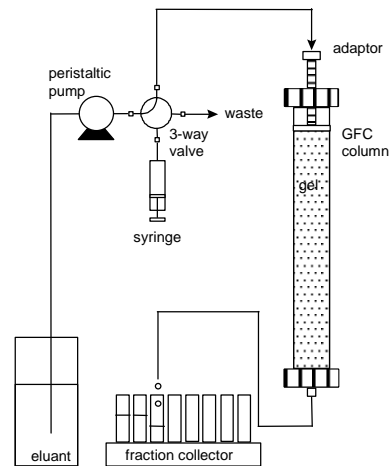 adaptor
peristaltic
pump
waste
3-way
valve
GFC
column
gel
syringe
eluant
fraction collector